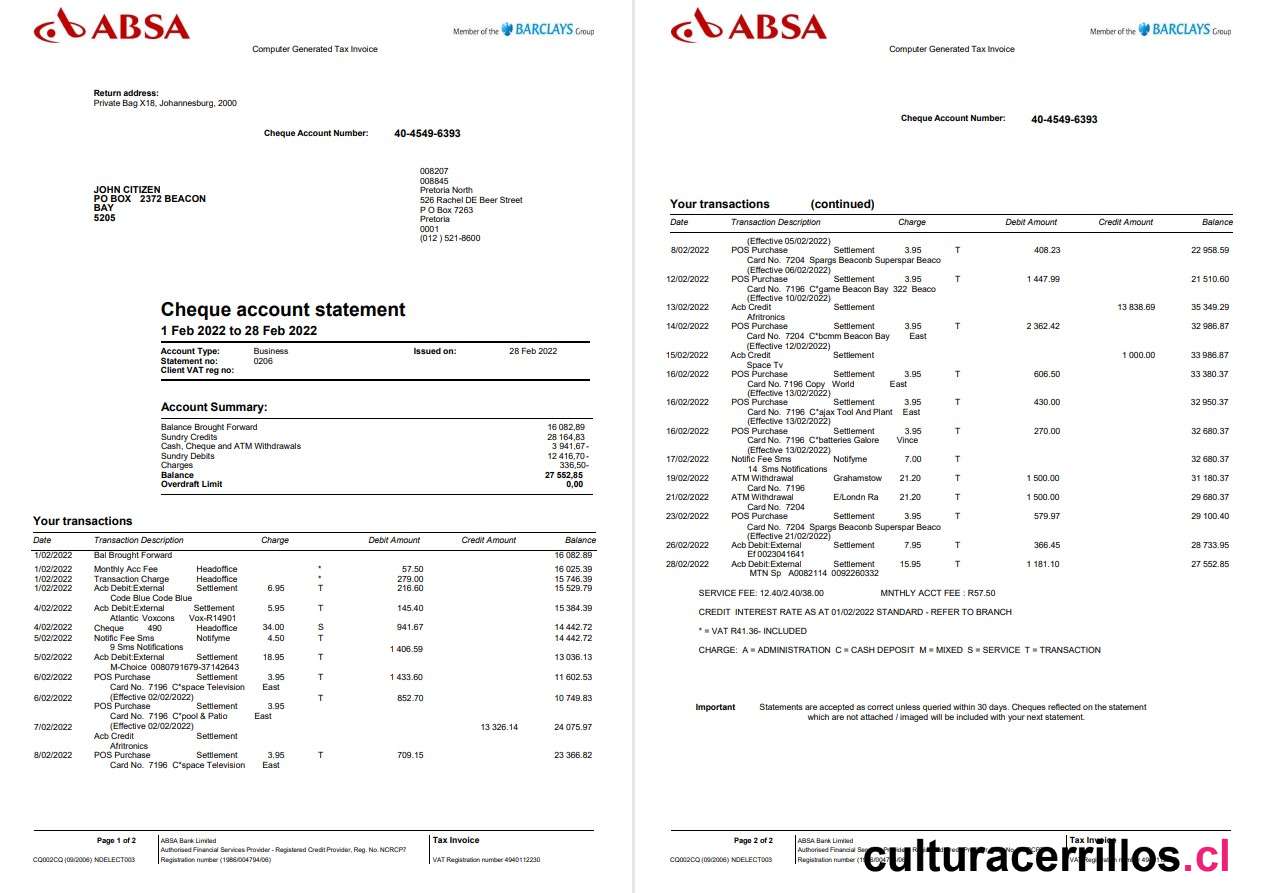 ABSA
Member of the BARCLAYS Group
Computer Generated Tax Invoice
Return address:
Private Bag X18, Johannesburg, 2000
Cheque Account Number: 40-4549-6393
008207
008845
Pretoria North
526 Rachel DE Beer Street
P O Box 7263
Pretoria
0001
(012 ) 521-8600
JOHN CITIZEN
PO BOX 2372 BEACON
BAY
5205
Cheque account statement
1 Feb 2022 to 28 Feb 2022
Account Type: Business Issued on: 28 Feb 2022
Statement no: 0206
Client VAT reg no:
Account Summary:
Balance Brought Forward 16 082,89
Sundry Credits 28 164,83
Cash, Cheque and ATM Withdrawals 3 941,67-
Sundry Debits 12 416,70-
Charges 336,50-
Balance 27 552,85
Overdraft Limit 0,00
Your transactions
Date Transaction Description Charge Debit Amount Credit Amount Balance
1/02/2022 Bal Brought Forward 16 082.89
1/02/2022 Monthly Acc Fee Headoffice * 57.50 16 025.39
1/02/2022 Transaction Charge Headoffice * 279.00 15 746.39
1/02/2022 Acb Debit:External Settlement 6.95 T 216.60 15 529.79
Code Blue Code Blue
4/02/2022 Acb Debit:External Settlement 5.95 T 145.40 15 384.39
Atlantic Voxcons Vox-R14901
4/02/2022 Cheque 490 Headoffice 34.00 S 941.67 14 442.72
5/02/2022 Notific Fee Sms Notifyme 4.50 T 14 442.72
9 Sms Notifications 1 406.59
5/02/2022 Acb Debit:External Settlement 18.95 T 13 036.13
M-Choice 0080791679-37142643
6/02/2022 POS Purchase Settlement 3.95 T 1 433.60 11 602.53
Card No. 7196 C*space Television East
(Effective 02/02/2022)
6/02/2022 T 852.70 10 749.83
POS Purchase Settlement 3.95
Card No. 7196 C*pool & Patio East
(Effective 02/02/2022)
7/02/2022 13 326.14 24 075.97
Acb Credit Settlement
Afritronics
8/02/2022 POS Purchase Settlement 3.95 T 709.15 23 366.82
Card No. 7196 C*space Television East
Page 1 of 2
CQ002CQ (09/2006) NDELECT003
ABSA Bank Limited
Authorised Financial Services Provider - Registered Credit Provider, Reg. No. NCRCP7
Registration number (1986/004794/06)
Tax Invoice
VAT Registration number 4940112230
ABSA
Member of the BARCLAYS Group
Computer Generated Tax Invoice
Cheque Account Number: 40-4549-6393
Your transactions (continued)
Date Transaction Description Charge Debit Amount Credit Amount Balance
(Effective 05/02/2022)
8/02/2022 POS Purchase Settlement 3.95 T 408.23 22 958.59
Card No. 7204 Spargs Beaconb Superspar Beaco
(Effective 06/02/2022)
12/02/2022 POS Purchase Settlement 3.95 T 1 447.99 21 510.60
Card No. 7196 C*game Beacon Bay 322 Beaco
(Effective 10/02/2022)
13/02/2022 Acb Credit Settlement 13 838.69 35 349.29
Afritronics
14/02/2022 POS Purchase Settlement 3.95 T 2 362.42 32 986.87
Card No. 7204 C*bcmm Beacon Bay East
(Effective 12/02/2022)
15/02/2022 Acb Credit Settlement 1 000.00 33 986.87
Space Tv
16/02/2022 POS Purchase Settlement 3.95 T 606.50 33 380.37
Card No. 7196 Copy World East
(Effective 13/02/2022)
16/02/2022 POS Purchase Settlement 3.95 T 430.00 32 950.37
Card No. 7196 C*ajax Tool And Plant East
(Effective 13/02/2022)
16/02/2022 POS Purchase Settlement 3.95 T 270.00 32 680.37
Card No. 7196 C*batteries Galore Vince
(Effective 13/02/2022)
17/02/2022 Notific Fee Sms Notifyme 7.00 T 32 680.37
14 Sms Notifications
19/02/2022 ATM Withdrawal Grahamstow 21.20 T 1 500.00 31 180.37
Card No. 7196
21/02/2022 ATM Withdrawal E/Londn Ra 21.20 T 1 500.00 29 680.37
Card No. 7204
23/02/2022 POS Purchase Settlement 3.95 T 579.97 29 100.40
Card No. 7204 Spargs Beaconb Superspar Beaco
(Effective 21/02/2022)
26/02/2022 Acb Debit:External Settlement 7.95 T 366.45 28 733.95
Ef 0023041641
28/02/2022 Acb Debit:External Settlement 15.95 T 1 181.10 27 552.85
MTN Sp A0082114 0092260332
SERVICE FEE: 12.40/2.40/38.00 MNTHLY ACCT FEE : R57.50
CREDIT INTEREST RATE AS AT 01/02/2022 STANDARD - REFER TO BRANCH
* = VAT R41.36- INCLUDED
CHARGE: A = ADMINISTRATION C = CASH DEPOSIT M = MIXED S = SERVICE T = TRANSACTION
Important Statements are accepted as correct unless queried within 30 days. Cheques reflected on the statement
which are not attached / imaged will be included with your next statement.
Page 2 of 2
CQ002CQ (09/2006) NDELECT003
ABSA Bank Limited
Authorised Financial
Registration number
Tax Invoice
culturacerrillos.cl